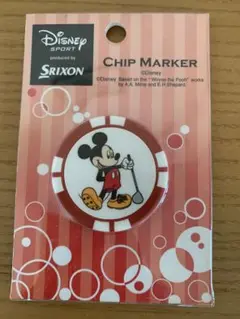 Disney
SPORT
produced by
SRIXON
CHIP MARKER
©Disney
©Disney Based on the "Winnie the Pooh" works
by A.A. Milne and E.H.Shepard.